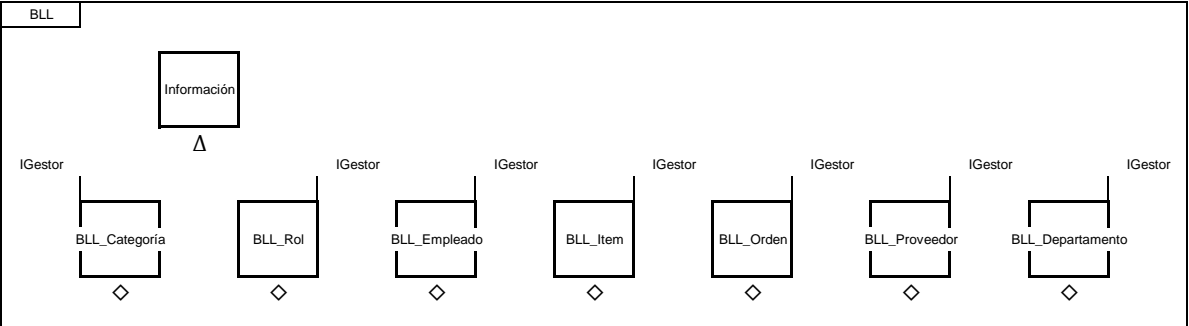 BLL
Información
Δ
IGestor IGestor IGestor IGestor IGestor IGestor IGestor
BLL_Categoría BLL_Rol BLL_Empleado BLL_Item BLL_Orden BLL_Proveedor BLL_Departamento